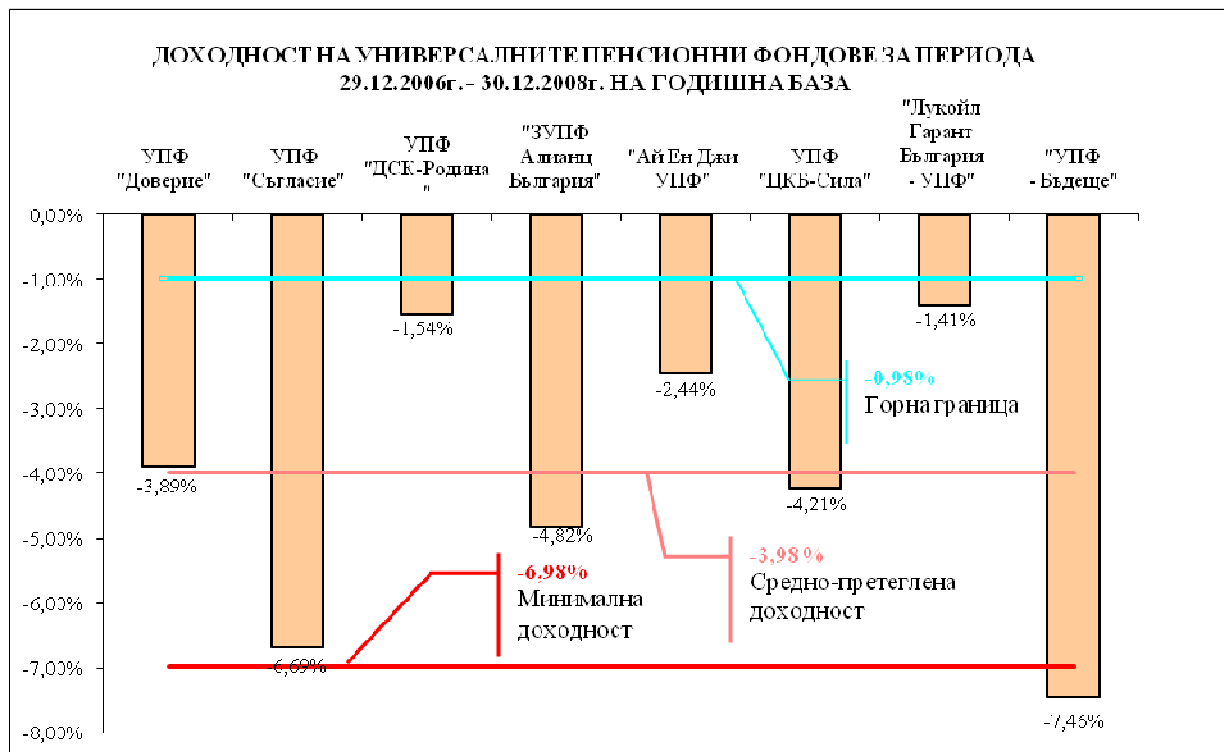 ДОХОДНОСТ НА УНИВЕРСАЛНИТЕ ПЕНСИОННИ ФОНДОВЕ ЗА ПЕРИОДА
29.12.2006г. – 30.12.2008г. НА ГОДИШНА БАЗА
УПФ
"Доверие"
УПФ
"Съгласие"
УПФ
"ДСК-Родина
"
"ЗУПФ
Алианц
България"
"Ай Ен Джи
УПФ"
УПФ
"ЦКБ-Сила"
"Лукойл
Гарант
България
- УПФ"
"УПФ
- Бъдеще"
0,00%
-1,00%
-2,00%
-3,00%
-4,00%
-5,00%
-6,00%
-7,00%
-8,00%
-3,89%
-6,69%
-1,54%
-4,82%
-2,44%
-4,21%
-1,41%
-7,46%
-0,98%
Горна граница
-3,98%
Средно-претеглена
доходност
-6,98%
Минимална
доходност